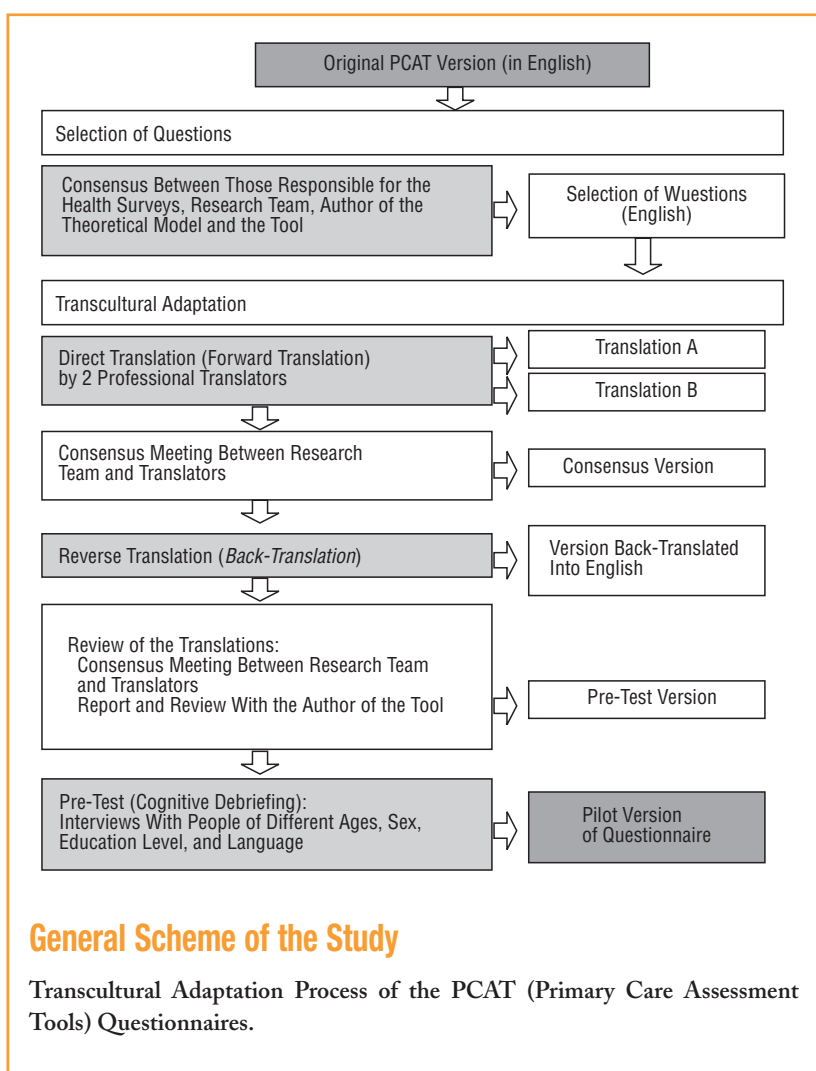 Original PCAT Version (in English)
Selection of Questions
Consensus Between Those Responsible for the
Health Surveys, Research Team, Author of the
Theoretical Model and the Tool
Selection of Wuestions
(English)
Transcultural Adaptation
Direct Translation (Forward Translation)
by 2 Professional Translators
Translation A
Translation B
Consensus Meeting Between Research
Team and Translators
Consensus Version
Reverse Translation (Back-Translation)
Version Back-Translated
Into English
Review of the Translations:
Consensus Meeting Between Research Team
and Translators
Report and Review With the Author of the Tool
Pre-Test Version
Pre-Test (Cognitive Debriefing):
Interviews With People of Different Ages, Sex,
Education Level, and Language
Pilot Version
of Questionnaire
General Scheme of the Study
Transcultural Adaptation Process of the PCAT (Primary Care Assessment
Tools) Questionnaires.